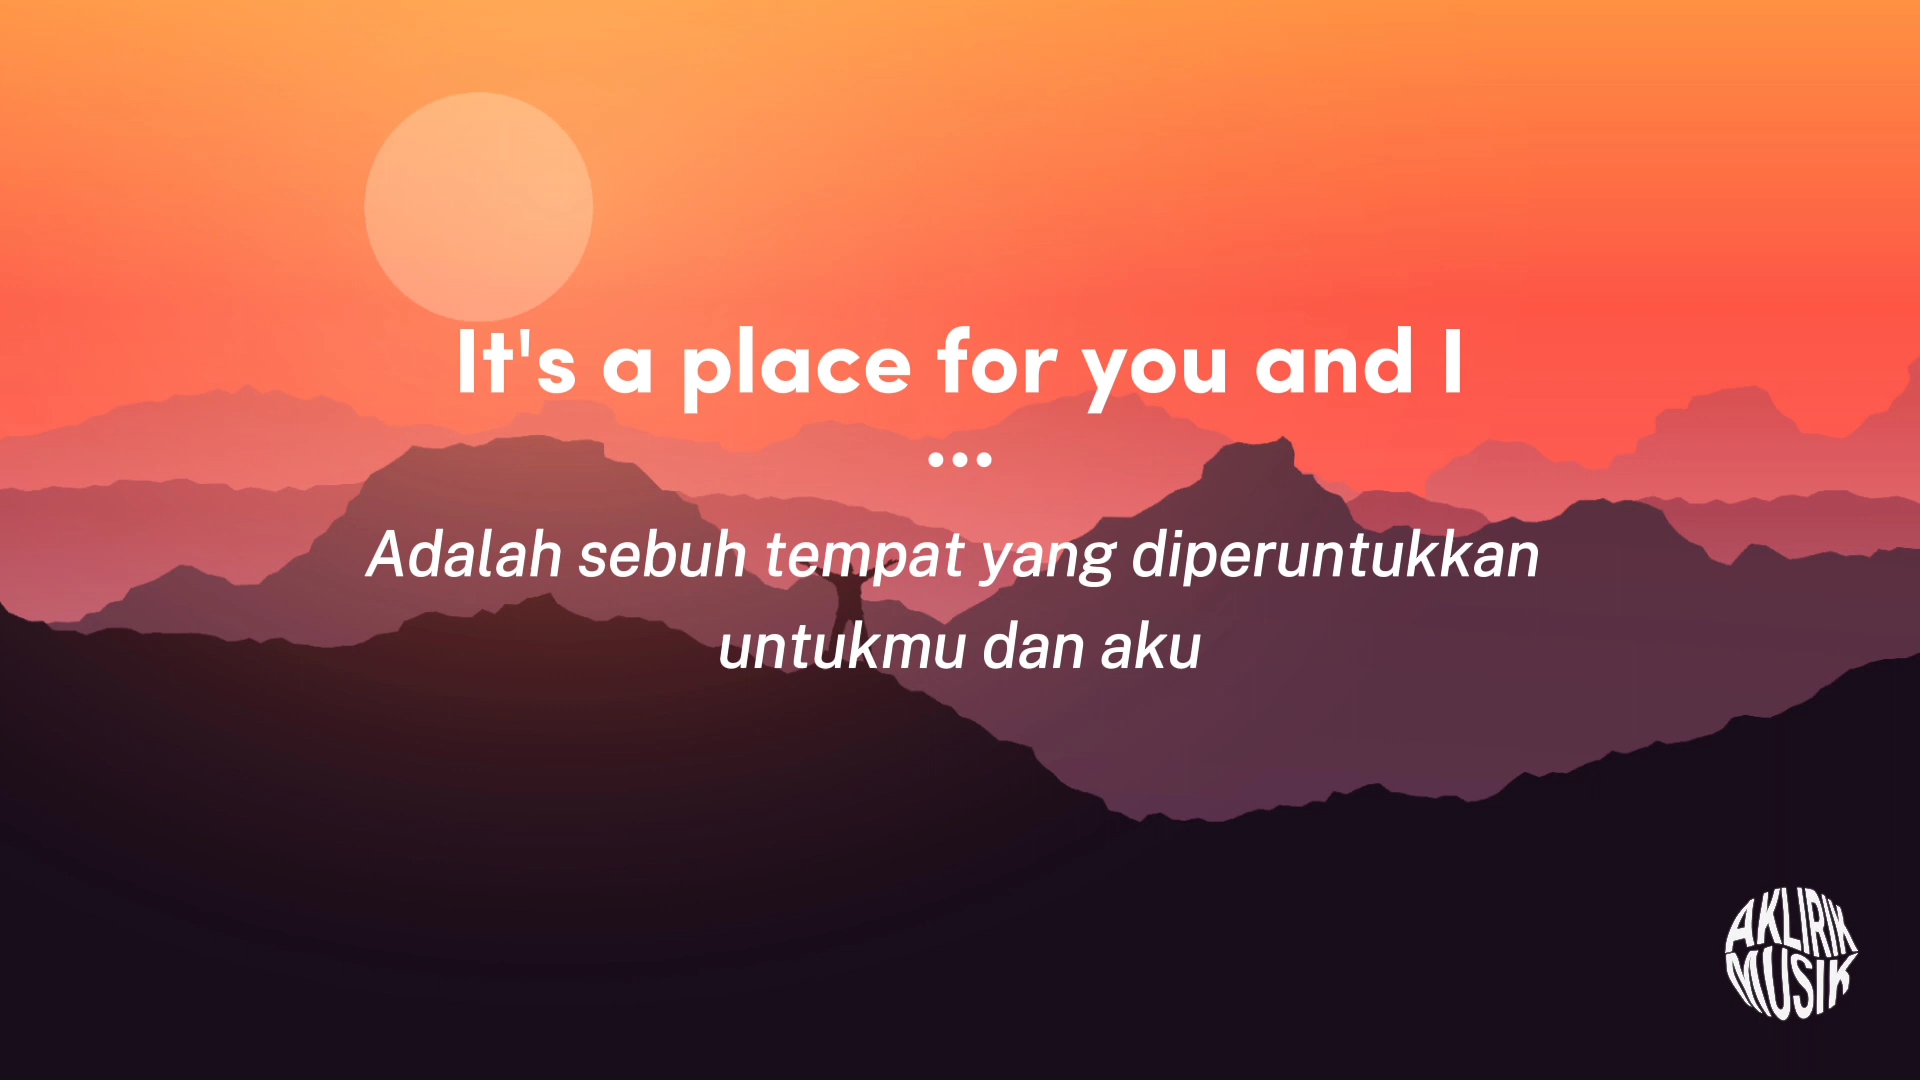 It's a place for you and I
•••
Adalah sebuh tempat yang diperuntukkan
untukmu dan aku
AKLIRIK
MUSIK